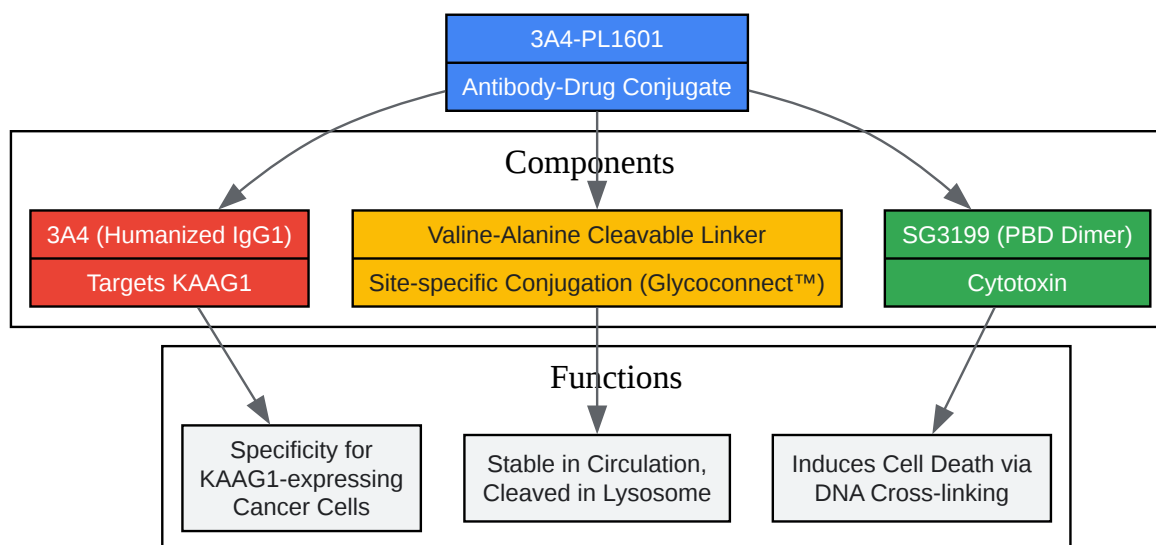 3A4-PL1601
Antibody-Drug Conjugate
Components
3A4 (Humanized IgG1)
Targets KAAG1
Valine-Alanine Cleavable Linker
Site-specific Conjugation (Glycoconnect™)
SG3199 (PBD Dimer)
Cytotoxin
Functions
Specificity for
KAAG1-expressing
Cancer Cells
Stable in Circulation,
Cleaved in Lysosome
Induces Cell Death via
DNA Cross-linking